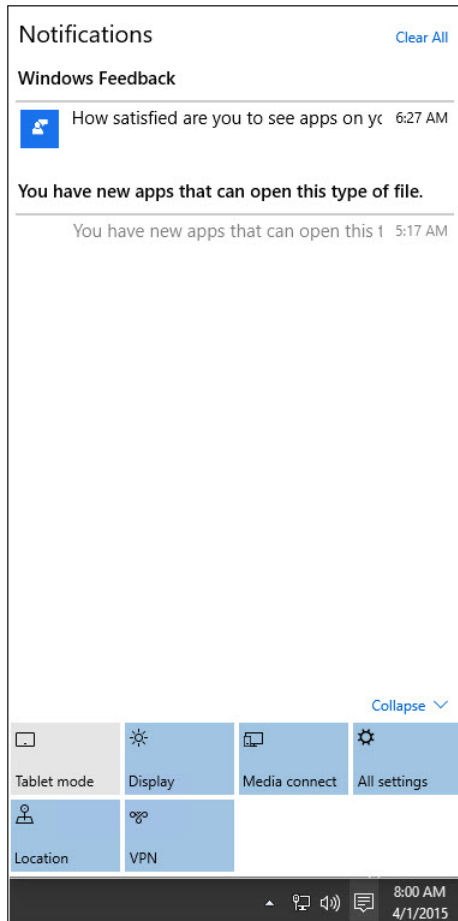 Notifications Clear All
Windows Feedback
How satisfied are you to see apps on yc 6:27 AM
You have new apps that can open this type of file.
You have new apps that can open this t 5:17 AM
Collapse
Tablet mode Display Media connect All settings
Location VPN
8:00 AM
4/1/2015